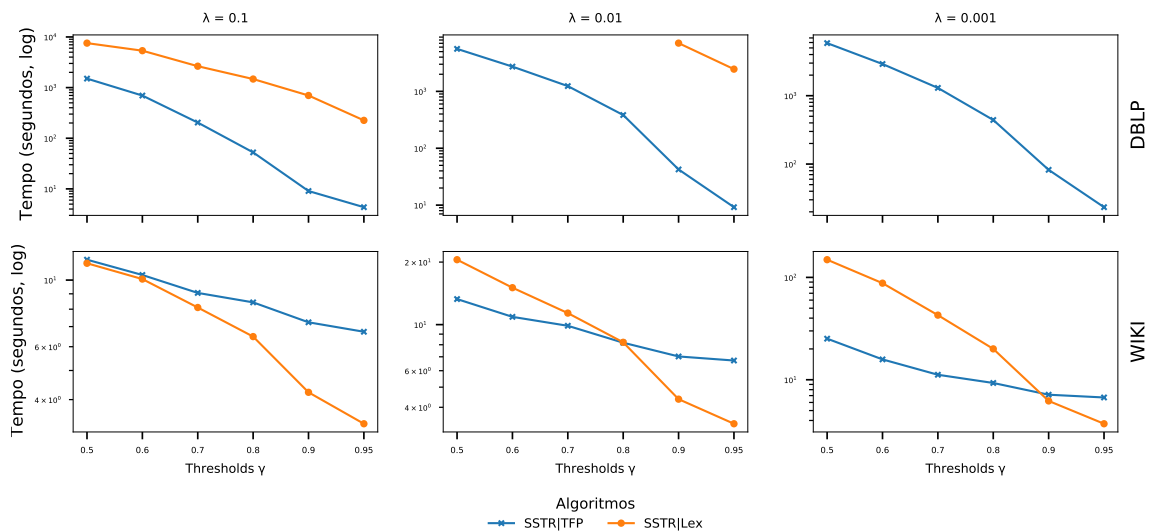 λ = 0.1
λ = 0.01
λ = 0.001
Tempo (segundos, log)
10⁴
10³
10²
10¹
10³
10²
10¹
10³
10²
DBLP
Tempo (segundos, log)
10¹
6 × 10⁰
4 × 10⁰
2 × 10¹
10¹
6 × 10⁰
4 × 10⁰
10²
10¹
WIKI
0.5 0.6 0.7 0.8 0.9 0.95
0.5 0.6 0.7 0.8 0.9 0.95
0.5 0.6 0.7 0.8 0.9 0.95
Thresholds γ
Thresholds γ
Thresholds γ
Algoritmos
SSTR|TFP
SSTR|Lex